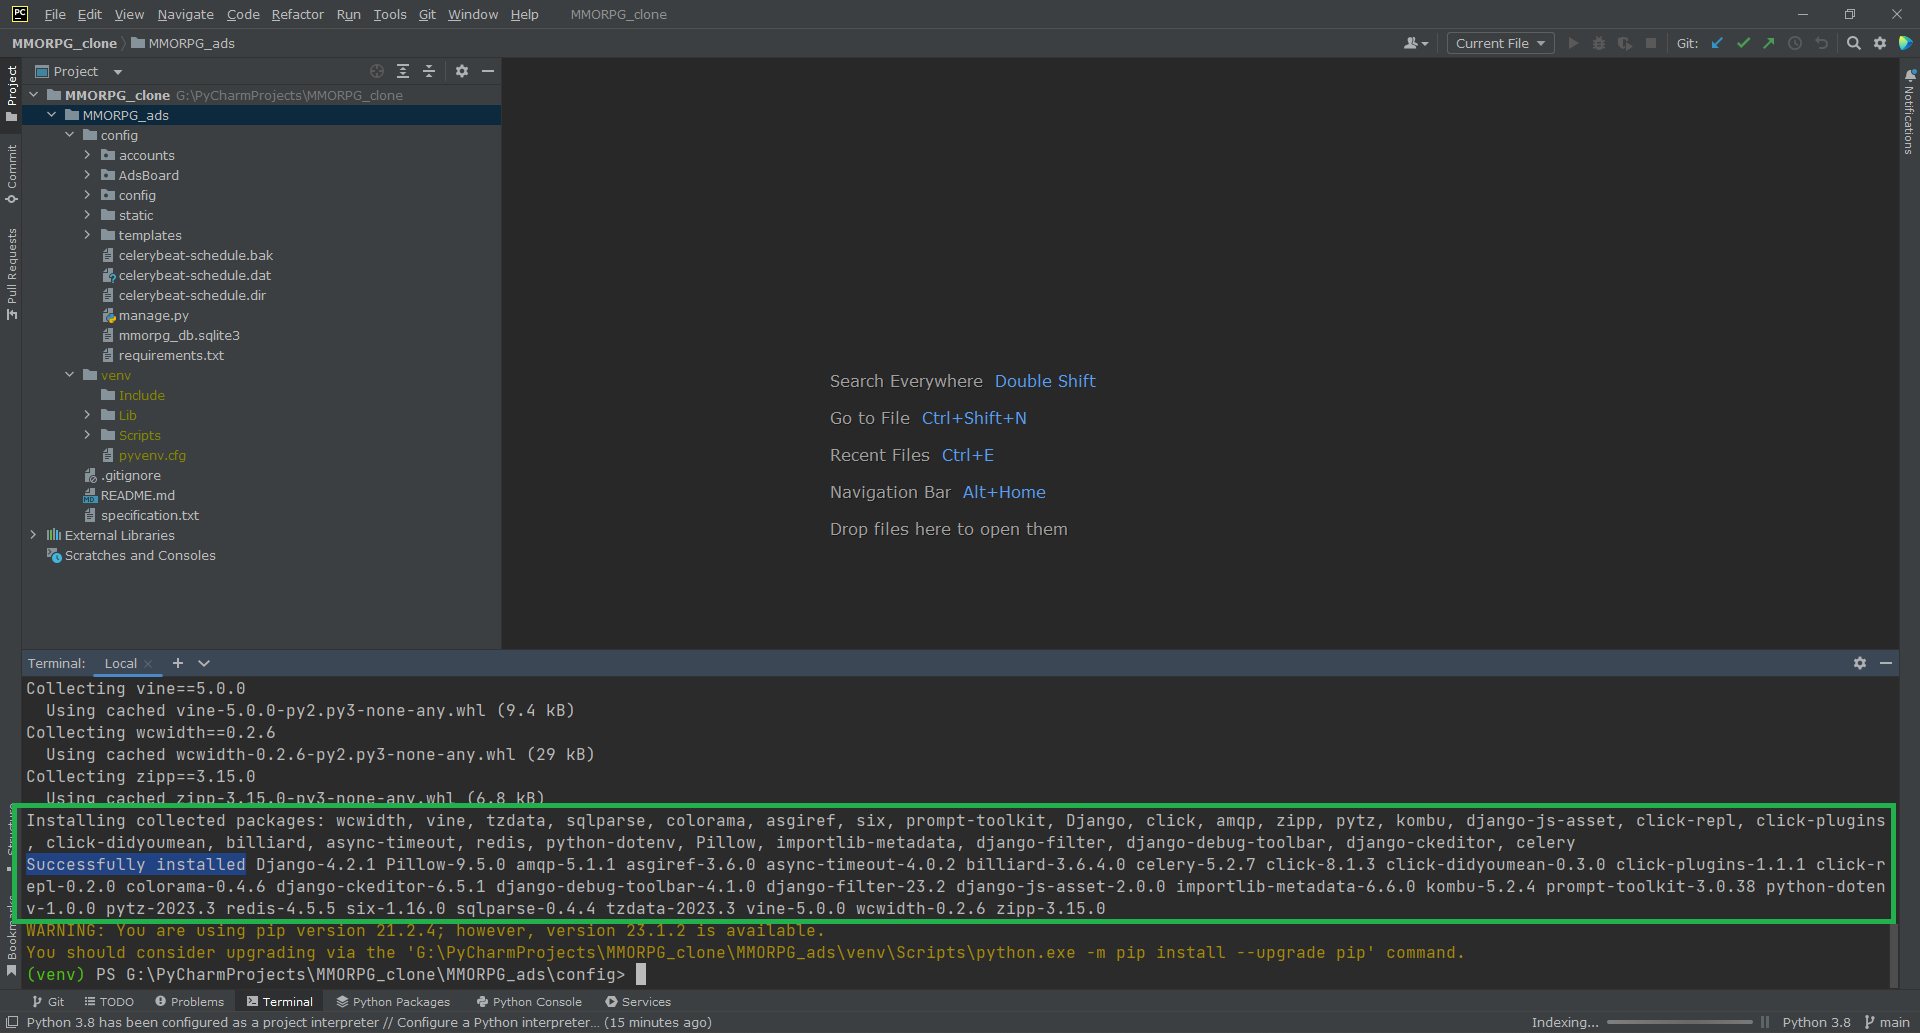 PC File Edit View Navigate Code Refactor Run Tools Git Window Help MMORPG_clone
MMORPG_clone MMORPG_ads Current File Git:
Project
Commit
Pull Requests
Bookmarks
Notifications
Project
MMORPG_clone G:\PyCharmProjects\MMORPG_clone
MMORPG_ads
config
accounts
AdsBoard
config
static
templates
celerybeat-schedule.bak
celerybeat-schedule.dat
celerybeat-schedule.dir
manage.py
mmorpg_db.sqlite3
requirements.txt
venv
Include
Lib
Scripts
pyvenv.cfg
.gitignore
README.md
specification.txt
External Libraries
Scratches and Consoles
Search Everywhere Double Shift
Go to File Ctrl+Shift+N
Recent Files Ctrl+E
Navigation Bar Alt+Home
Drop files here to open them
Terminal: Local
Collecting vine==5.0.0
Using cached vine-5.0.0-py2.py3-none-any.whl (9.4 kB)
Collecting wcwidth==0.2.6
Using cached wcwidth-0.2.6-py2.py3-none-any.whl (29 kB)
Collecting zipp==3.15.0
Using cached zipp-3.15.0-py3-none-any.whl (6.8 kB)
Installing collected packages: wcwidth, vine, tzdata, sqlparse, colorama, asgiref, six, prompt-toolkit, Django, click, amqp, zipp, pytz, kombu, django-js-asset, click-repl, click-plugins
, click-didyoumean, billiard, async-timeout, redis, python-dotenv, Pillow, importlib-metadata, django-filter, django-debug-toolbar, django-ckeditor, celery
Successfully installed Django-4.2.1 Pillow-9.5.0 amqp-5.1.1 asgiref-3.6.0 async-timeout-4.0.2 billiard-3.6.4.0 celery-5.2.7 click-8.1.3 click-didyoumean-0.3.0 click-plugins-1.1.1 click-r
epl-0.2.0 colorama-0.4.6 django-ckeditor-6.5.1 django-debug-toolbar-4.1.0 django-filter-23.2 django-js-asset-2.0.0 importlib-metadata-6.6.0 kombu-5.2.4 prompt-toolkit-3.0.38 python-doten
v-1.0.0 pytz-2023.3 redis-4.5.5 six-1.16.0 sqlparse-0.4.4 tzdata-2023.3 vine-5.0.0 wcwidth-0.2.6 zipp-3.15.0
WARNING: You are using pip version 21.2.4; however, version 23.1.2 is available.
You should consider upgrading via the 'G:\PyCharmProjects\MMORPG_clone\MMORPG_ads\venv\Scripts\python.exe -m pip install --upgrade pip' command.
(venv) PS G:\PyCharmProjects\MMORPG_clone\MMORPG_ads\config>
Git TODO Problems Terminal Python Packages Python Console Services
Python 3.8 has been configured as a project interpreter // Configure a Python interpreter... (15 minutes ago) Indexing... Python 3.8 main